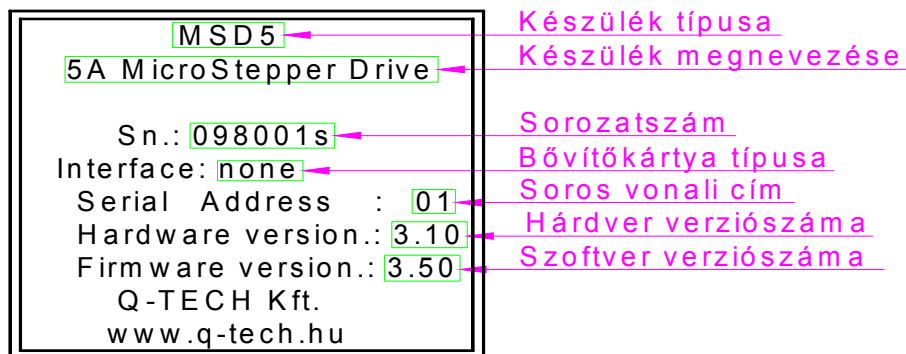 MSD5
Készülék típusa
5A MicroStepper Drive
Készülék megnevezése
Sn.: 098001s
Sorozatszám
Interface: none
Bővítőkártya típusa
Serial Address : 01
Soros vonali cím
Hardware version.: 3.10
Hárdver verziószáma
Firmware version.: 3.50
Szoftver verziószáma
Q-TECH Kft.
www.q-tech.hu